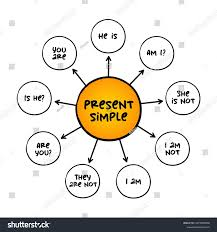 HE IS
YOU
ARE
AM I?
IS HE?
SHE
IS NOT
PRESENT
SIMPLE
ARE
YOU?
I AM
NOT
THEY
ARE NOT
I AM
shutterstock